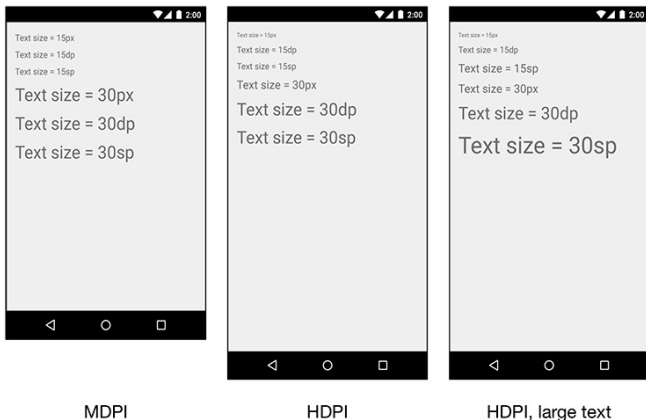 2:00
Text size = 15px
Text size = 15dp
Text size = 15sp
Text size = 30px
Text size = 30dp
Text size = 30sp
MDPI
2:00
Text size = 15px
Text size = 15dp
Text size = 15sp
Text size = 30px
Text size = 30dp
Text size = 30sp
HDPI
2:00
Text size = 15px
Text size = 15dp
Text size = 15sp
Text size = 30px
Text size = 30dp
Text size = 30sp
HDPI, large text